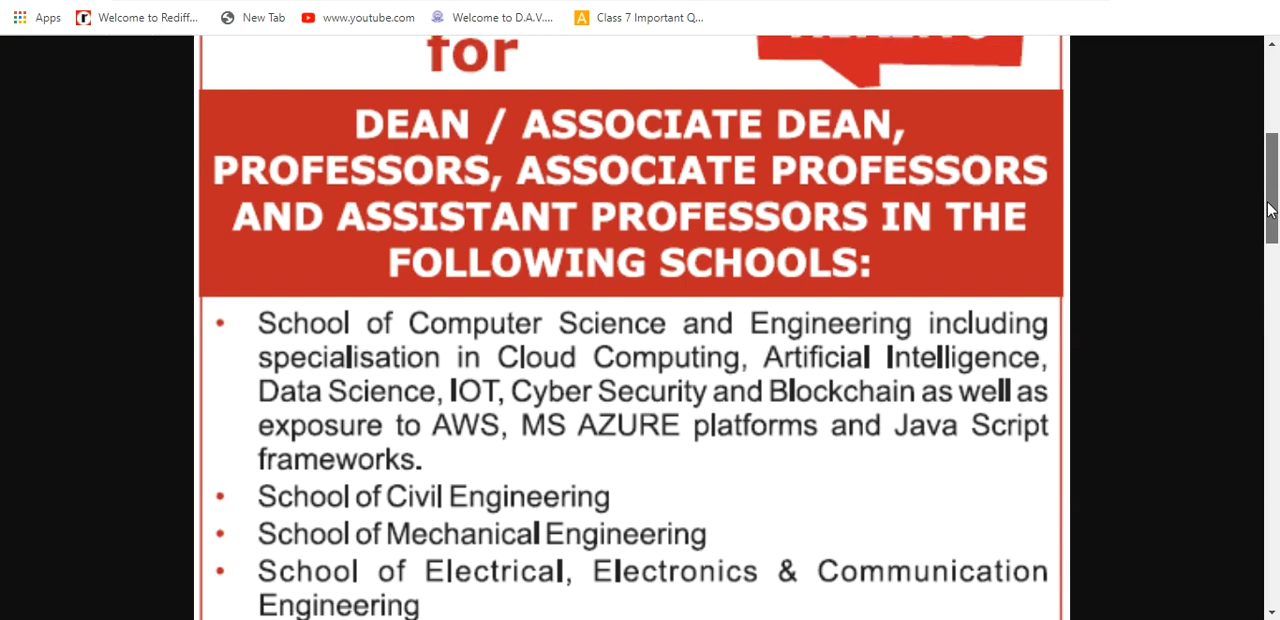 Apps Welcome to Rediff... New Tab www.youtube.com Welcome to D.A.V.... Class 7 Important Q...
for
DEAN / ASSOCIATE DEAN,
PROFESSORS, ASSOCIATE PROFESSORS
AND ASSISTANT PROFESSORS IN THE
FOLLOWING SCHOOLS:
• School of Computer Science and Engineering including
specialisation in Cloud Computing, Artificial Intelligence,
Data Science, IOT, Cyber Security and Blockchain as well as
exposure to AWS, MS AZURE platforms and Java Script
frameworks.
• School of Civil Engineering
• School of Mechanical Engineering
• School of Electrical, Electronics & Communication
Engineering